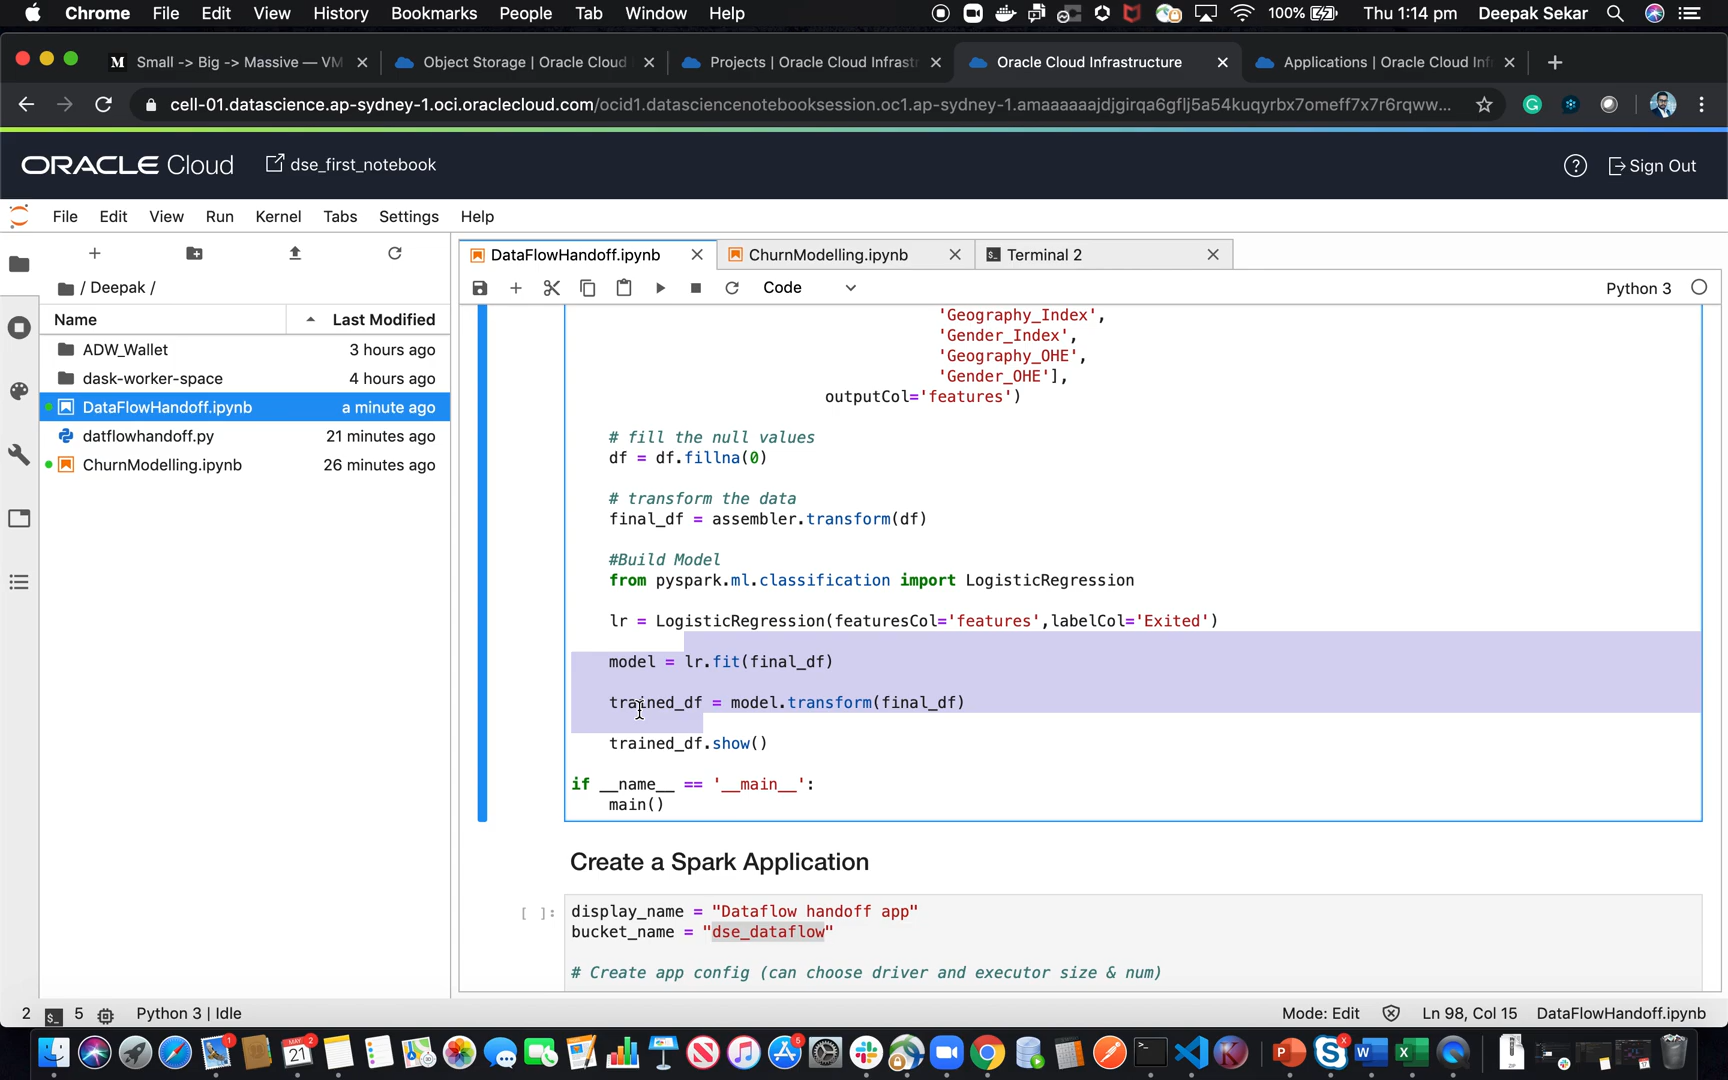 Chrome File Edit View History Bookmarks People Tab Window Help 100% Thu 1:14 pm Deepak Sekar
M Small -> Big -> Massive — VM Object Storage | Oracle Cloud Projects | Oracle Cloud Infrast Oracle Cloud Infrastructure Applications | Oracle Cloud Inf
cell-01.datascience.ap-sydney-1.oci.oraclecloud.com/ocid1.datasciencenotebooksession.oc1.ap-sydney-1.amaaaaaajdjgirqa6gflj5a54kuqyrbx7omeff7x7r6rqww...
ORACLE Cloud dse_first_notebook Sign Out
File Edit View Run Kernel Tabs Settings Help
DataFlowHandoff.ipynb ChurnModelling.ipynb Terminal 2
/ Deepak /
Code Python 3
Name Last Modified
ADW_Wallet 3 hours ago
dask-worker-space 4 hours ago
DataFlowHandoff.ipynb a minute ago
datflowhandoff.py 21 minutes ago
ChurnModelling.ipynb 26 minutes ago
'Geography_Index',
'Gender_Index',
'Geography_OHE',
'Gender_OHE'],
outputCol='features')
# fill the null values
df = df.fillna(0)
# transform the data
final_df = assembler.transform(df)
#Build Model
from pyspark.ml.classification import LogisticRegression
lr = LogisticRegression(featuresCol='features',labelCol='Exited')
model = lr.fit(final_df)
trained_df = model.transform(final_df)
trained_df.show()
if __name__ == '__main__':
main()
Create a Spark Application
[ ]:
display_name = "Dataflow handoff app"
bucket_name = "dse_dataflow"
# Create app config (can choose driver and executor size & num)
2 5 Python 3 | Idle Mode: Edit Ln 98, Col 15 DataFlowHandoff.ipynb